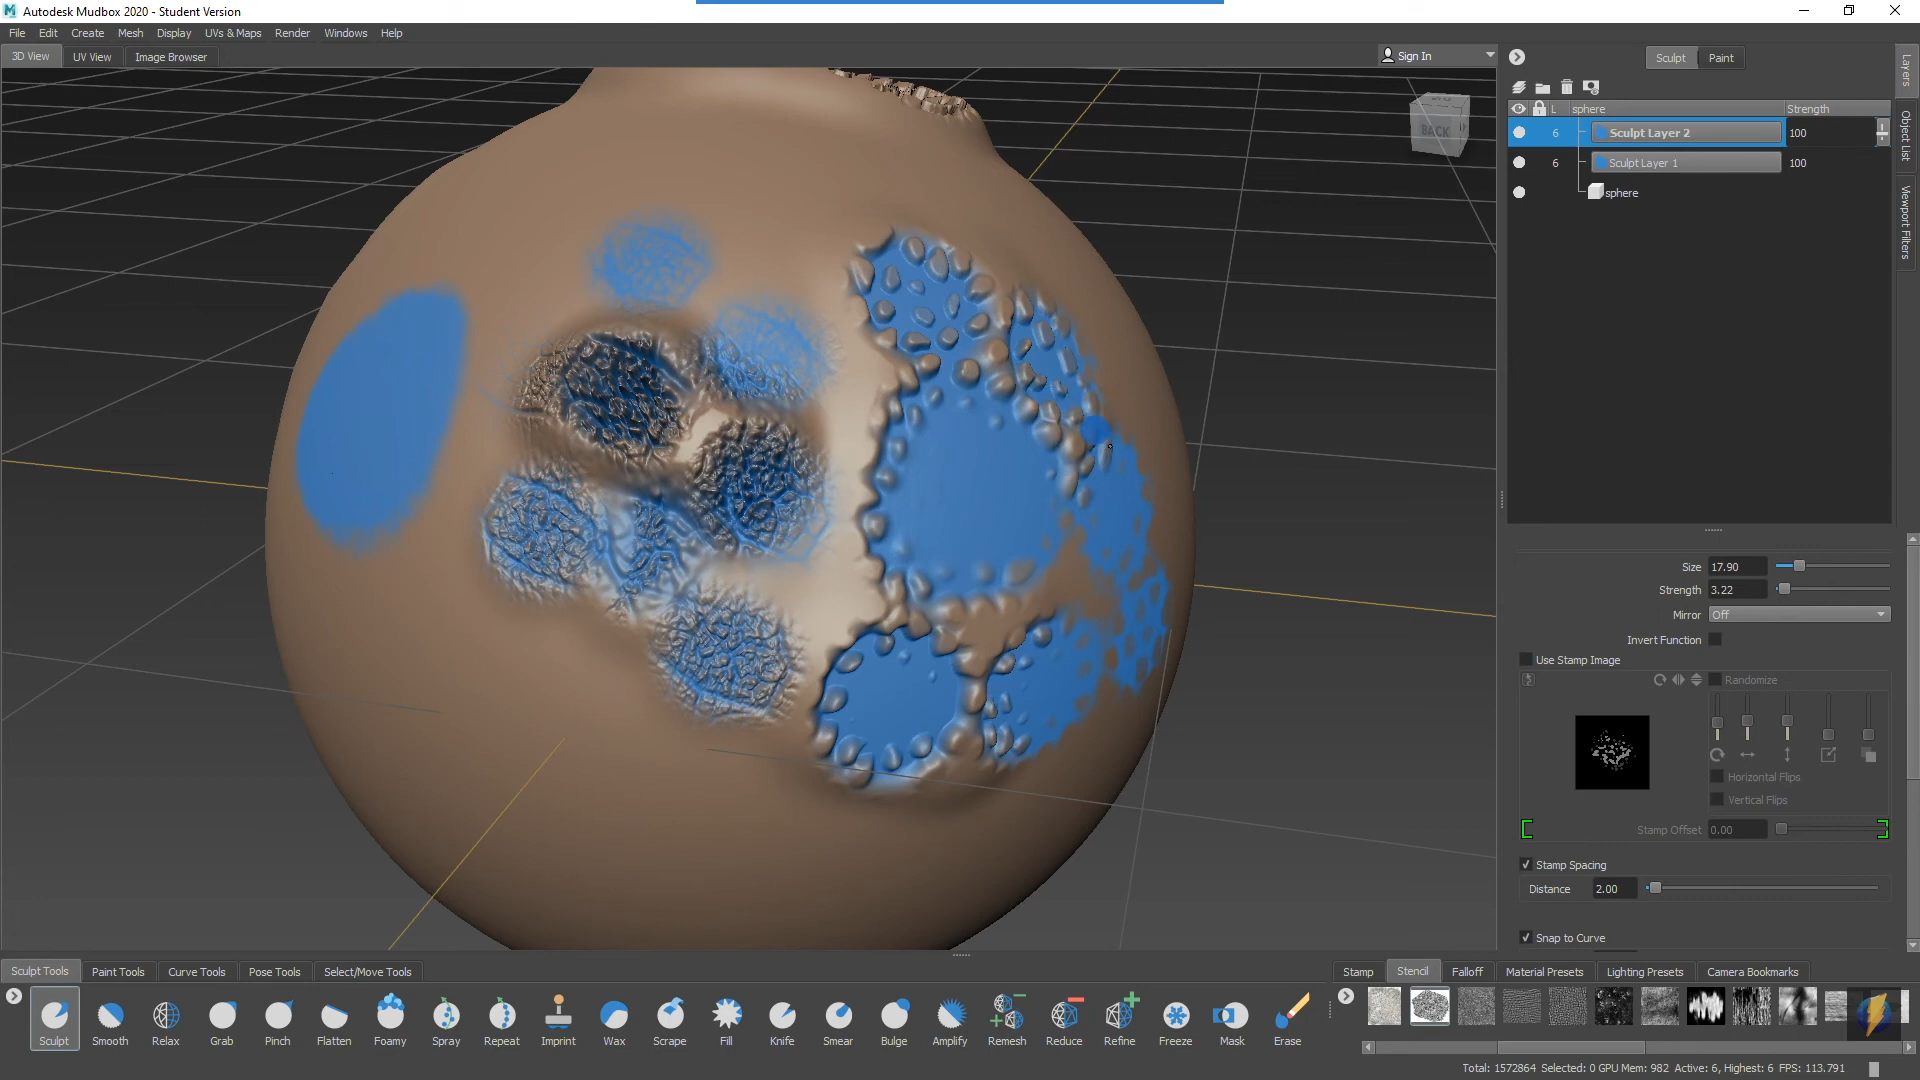 Autodesk Mudbox 2020 - Student Version
File Edit Create Mesh Display UVs & Maps Render Windows Help
3D View UV View Image Browser
Sign In
Sculpt Paint
Layers
Object List
Viewport Filters
BACK
L sphere Strength
6 Sculpt Layer 2 100
6 Sculpt Layer 1 100
sphere
Size 17.90
Strength 3.22
Mirror Off
Invert Function
Use Stamp Image
Randomize
Horizontal Flips
Vertical Flips
Stamp Offset 0.00
Stamp Spacing
Distance 2.00
Snap to Curve
Sculpt Tools Paint Tools Curve Tools Pose Tools Select/Move Tools
Stamp Stencil Falloff Material Presets Lighting Presets Camera Bookmarks
Sculpt Smooth Relax Grab Pinch Flatten Foamy Spray Repeat Imprint Wax Scrape Fill Knife Smear Bulge Amplify Remesh Reduce Refine Freeze Mask Erase
Total: 1572864 Selected: 0 GPU Mem: 982 Active: 6, Highest: 6 FPS: 113.791